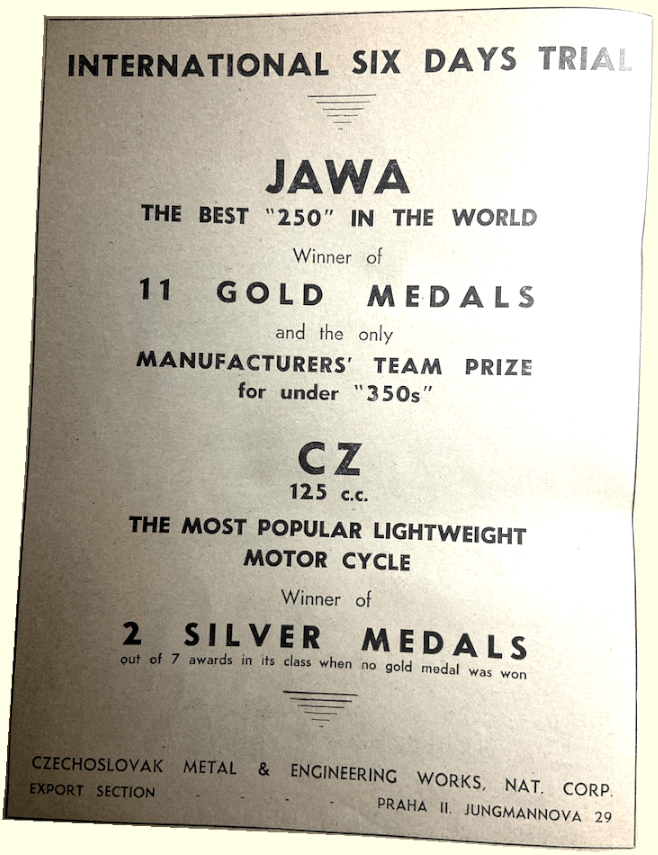 INTERNATIONAL SIX DAYS TRIAL
JAWA
THE BEST "250" IN THE WORLD
Winner of
11 GOLD MEDALS
and the only
MANUFACTURERS' TEAM PRIZE
for under "350s"
CZ
125 c.c.
THE MOST POPULAR LIGHTWEIGHT
MOTOR CYCLE
Winner of
2 SILVER MEDALS
out of 7 awards in its class when no gold medal was won
CZECHOSLOVAK METAL & ENGINEERING WORKS, NAT. CORP.
EXPORT SECTION - - - - PRAHA II. JUNGMANNOVA 29